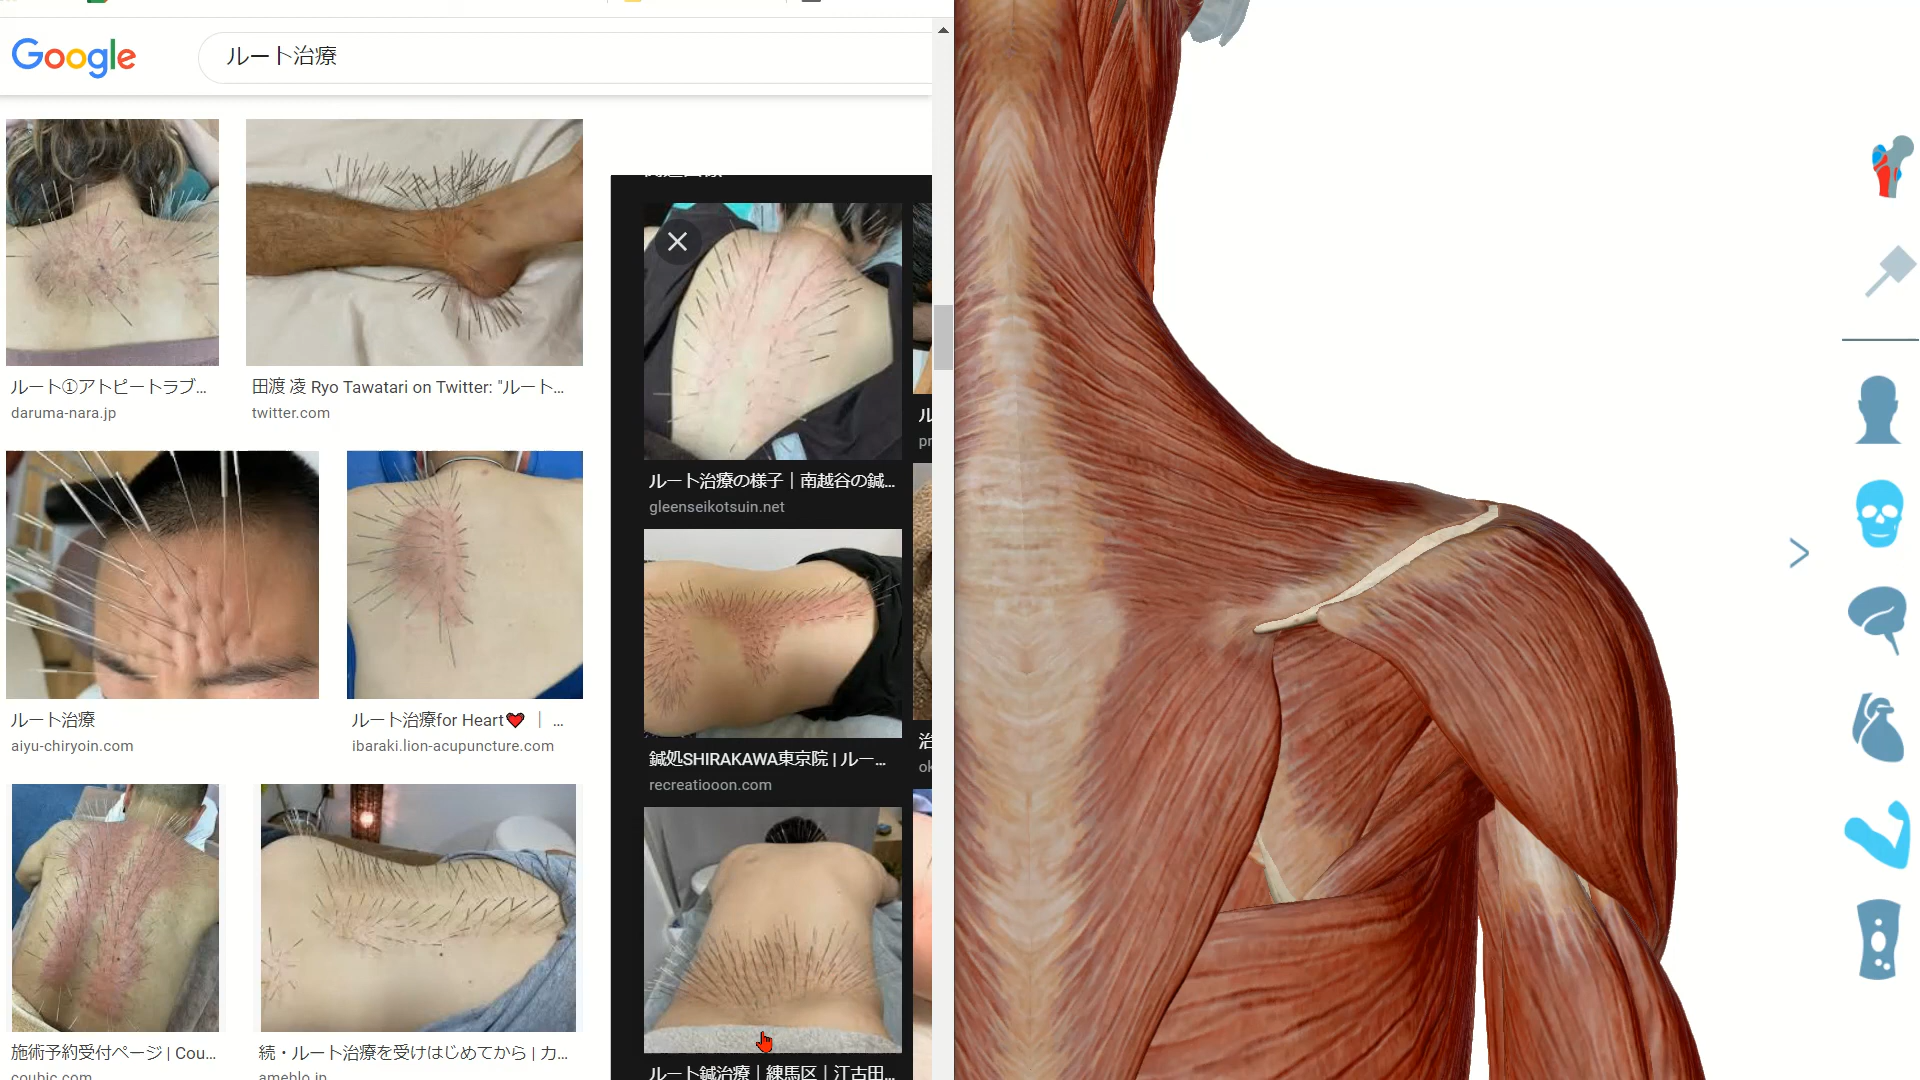 Google
ルート治療
ルート①アトピートラブ...
daruma-nara.jp
田渡 凌 Ryo Tawatari on Twitter: "ルート...
twitter.com
ルート治療
aiyu-chiryoin.com
ルート治療for Heart❤ ｜ ...
ibaraki.lion-acupuncture.com
施術予約受付ページ | Cou...
coubic.com
続・ルート治療を受けはじめてから | カ...
ameblo.jp
ルート治療の様子｜南越谷の鍼...
gleenseikotsuin.net
鍼処SHIRAKAWA東京院 | ルー...
recreatiooon.com
ルート鍼治療｜練馬区｜江古田...
ル
pr
治
ok